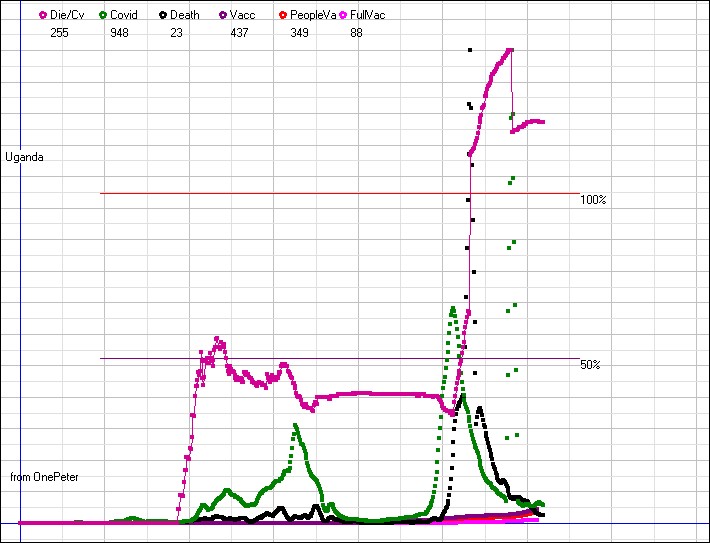 Die/Cv Covid Death Vacc PeopleVa FullVac
255 948 23 437 349 88
Uganda
100%
50%
from OnePeter